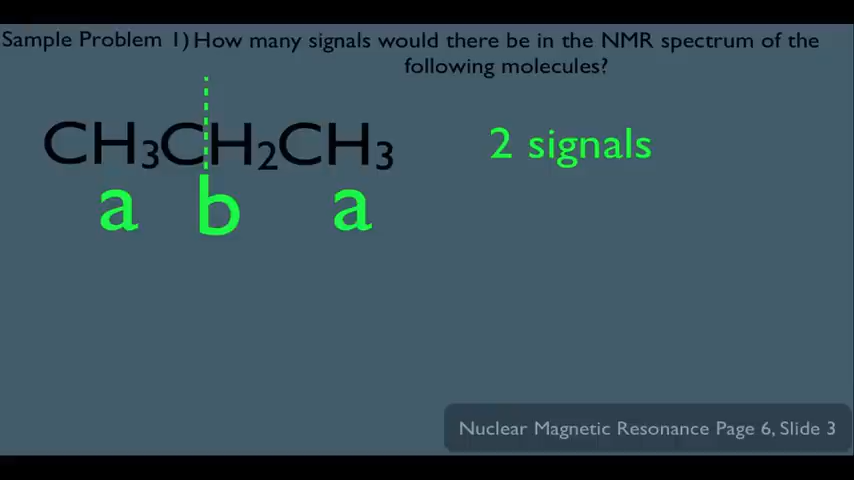 Sample Problem 1) How many signals would there be in the NMR spectrum of the
following molecules?
CH₃CH₂CH₃
2 signals
a b a
Nuclear Magnetic Resonance Page 6, Slide 3